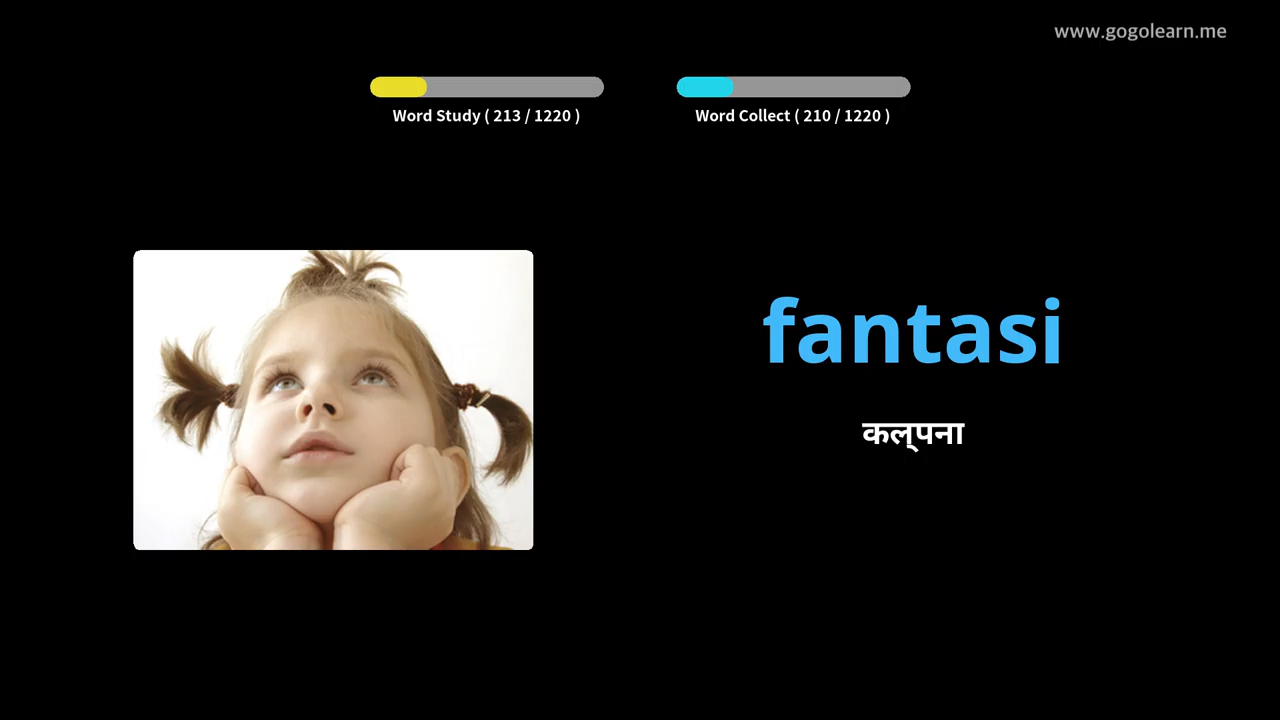 www.gogolearn.me
Word Study ( 213 / 1220 )
Word Collect ( 210 / 1220 )
fantasi
कल्पना